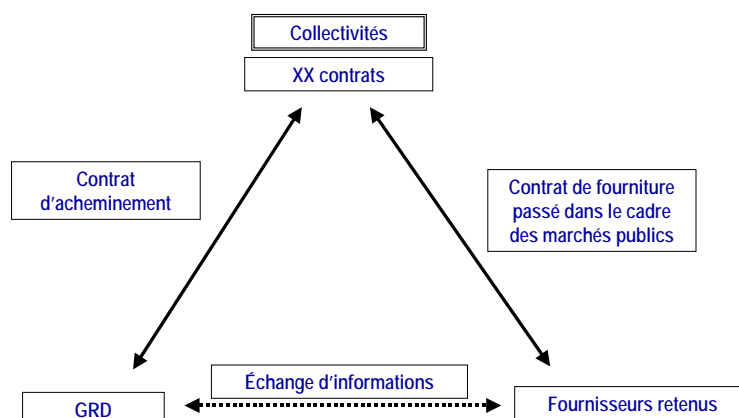 Collectivités
XX contrats
Contrat
d'acheminement
Contrat de fourniture
passé dans le cadre
des marchés publics
Échange d'informations
GRD
Fournisseurs retenus